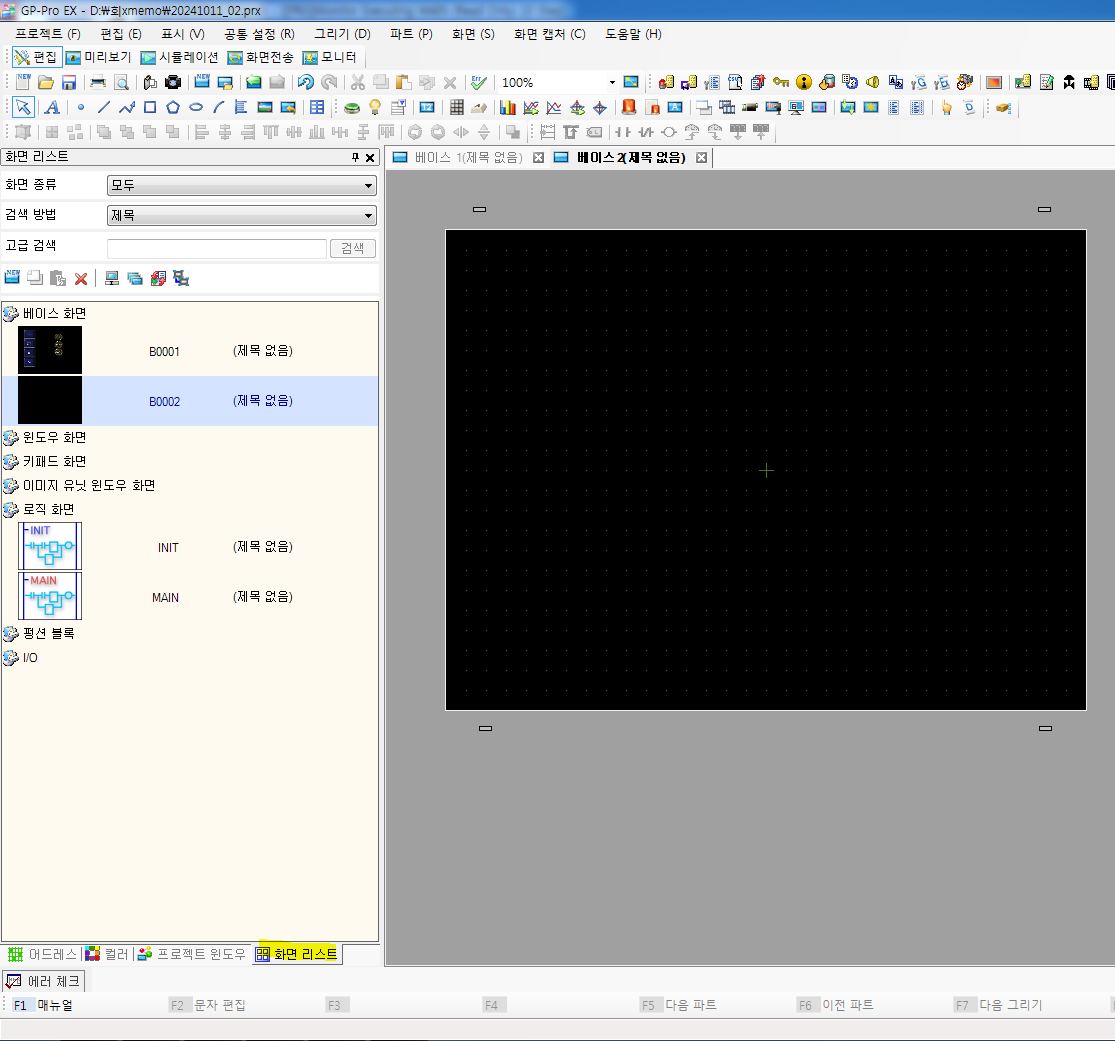 GP-Pro EX - D:₩희xmemo₩20241011_02.prx
프로젝트 (F) 편집 (E) 표시 (V) 공통 설정 (R) 그리기 (D) 파트 (P) 화면 (S) 화면 캡처 (C) 도움말 (H)
편집 미리보기 시뮬레이션 화면전송 모니터
100%
화면 리스트
베이스 1(제목 없음) 베이스 2(제목 없음)
화면 종류 모두
검색 방법 제목
고급 검색 검색
베이스 화면
B0001 (제목 없음)
B0002 (제목 없음)
윈도우 화면
키패드 화면
이미지 유닛 윈도우 화면
로직 화면
INIT INIT (제목 없음)
MAIN MAIN (제목 없음)
펑션 블록
I/O
어드레스 컬러 프로젝트 윈도우 화면 리스트
에러 체크
F1 매뉴얼 F2 문자 편집 F3 F4 F5 다음 파트 F6 이전 파트 F7 다음 그리기